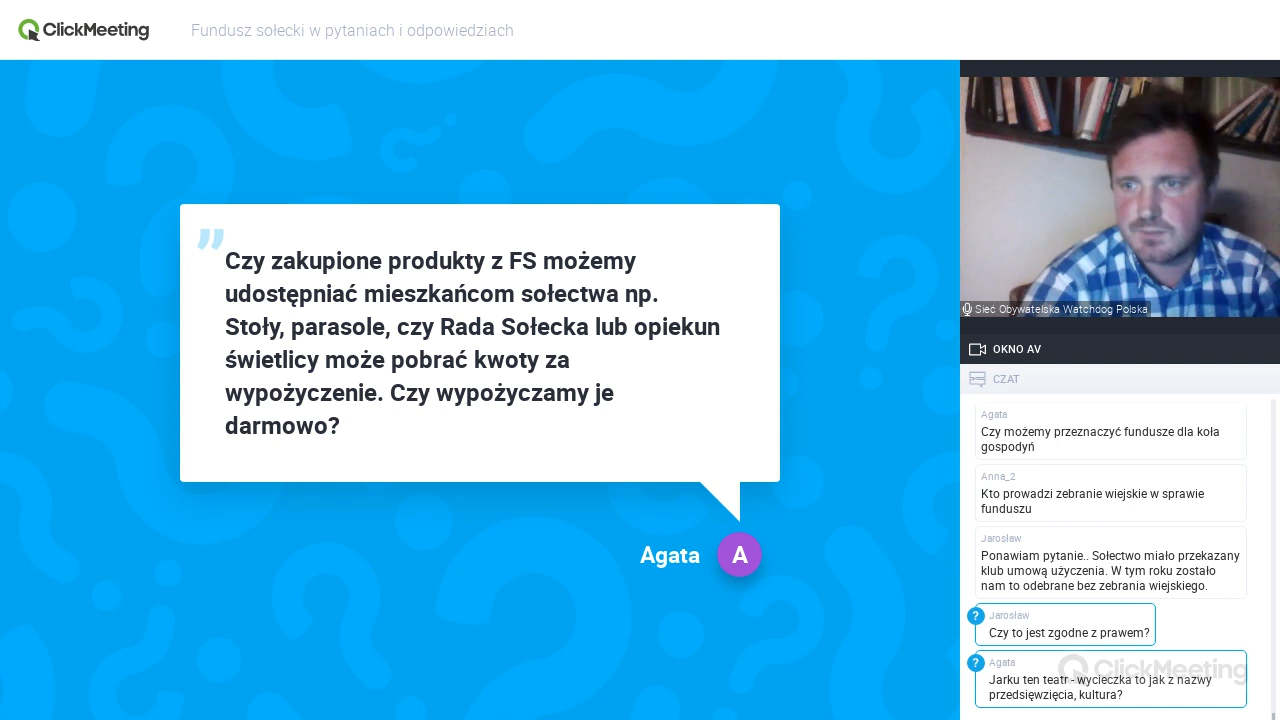 ClickMeeting
Fundusz sołecki w pytaniach i odpowiedziach
”
Czy zakupione produkty z FS możemy
udostępniać mieszkańcom sołectwa np.
Stoły, parasole, czy Rada Sołecka lub opiekun
świetlicy może pobrać kwoty za
wypożyczenie. Czy wypożyczamy je
darmowo?
Agata
A
Sieć Obywatelska Watchdog Polska
OKNO AV
CZAT
Agata
Czy możemy przeznaczyć fundusze dla koła
gospodyń
Anna_2
Kto prowadzi zebranie wiejskie w sprawie
funduszu
Jarosław
Ponawiam pytanie.. Sołectwo miało przekazany
klub umową użyczenia. W tym roku zostało
nam to odebrane bez zebrania wiejskiego.
?
Jarosław
Czy to jest zgodne z prawem?
?
Agata
Jarku ten teatr - wycieczka to jak z nazwy
przedsięwzięcia, kultura?
ClickMeeting